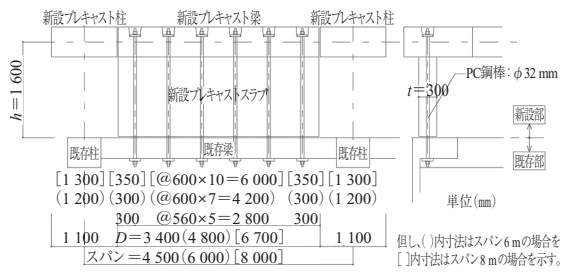 新設プレキャスト柱 新設プレキャスト梁 新設プレキャスト柱
h=1 600
新設プレキャストスラブ
t=300
PC鋼棒：φ32 mm
新設部
既存部
既存柱 既存梁 既存柱
[1 300] [350] [@600×10=6 000] [350] [1 300]
(1 200) (300) (@600×7=4 200) (300) (1 200)
300 @560×5=2 800 300
1 100 D=3 400(4 800)[6 700] 1 100
スパン=4 500(6 000)[8 000]
単位(mm)
但し、( )内寸法はスパン6 mの場合を
[ ]内寸法はスパン8 mの場合を示す。